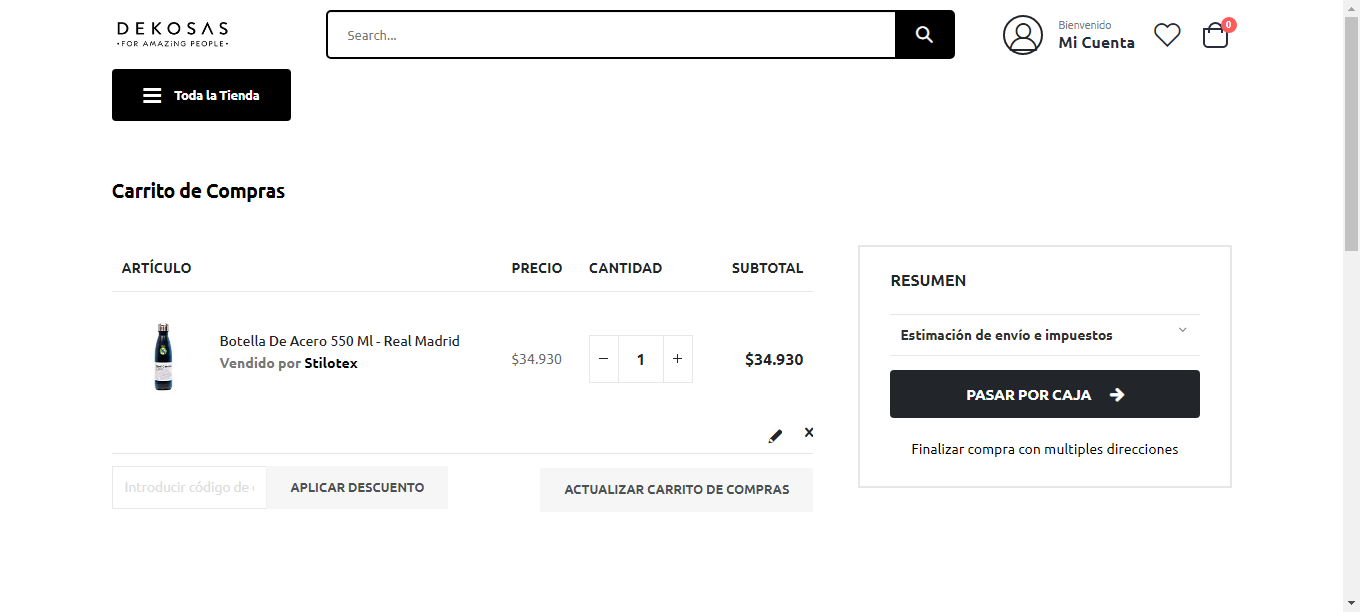 DEKOSAS
•FOR AMAZiNG PEOPLE•
Search...
Bienvenido
Mi Cuenta
0
Toda la Tienda
Carrito de Compras
ARTÍCULO PRECIO CANTIDAD SUBTOTAL
Botella De Acero 550 Ml - Real Madrid
Vendido por Stilotex
$34.930 − 1 + $34.930
RESUMEN
Estimación de envío e impuestos
PASAR POR CAJA
Finalizar compra con multiples direcciones
Introducir código de
APLICAR DESCUENTO
ACTUALIZAR CARRITO DE COMPRAS